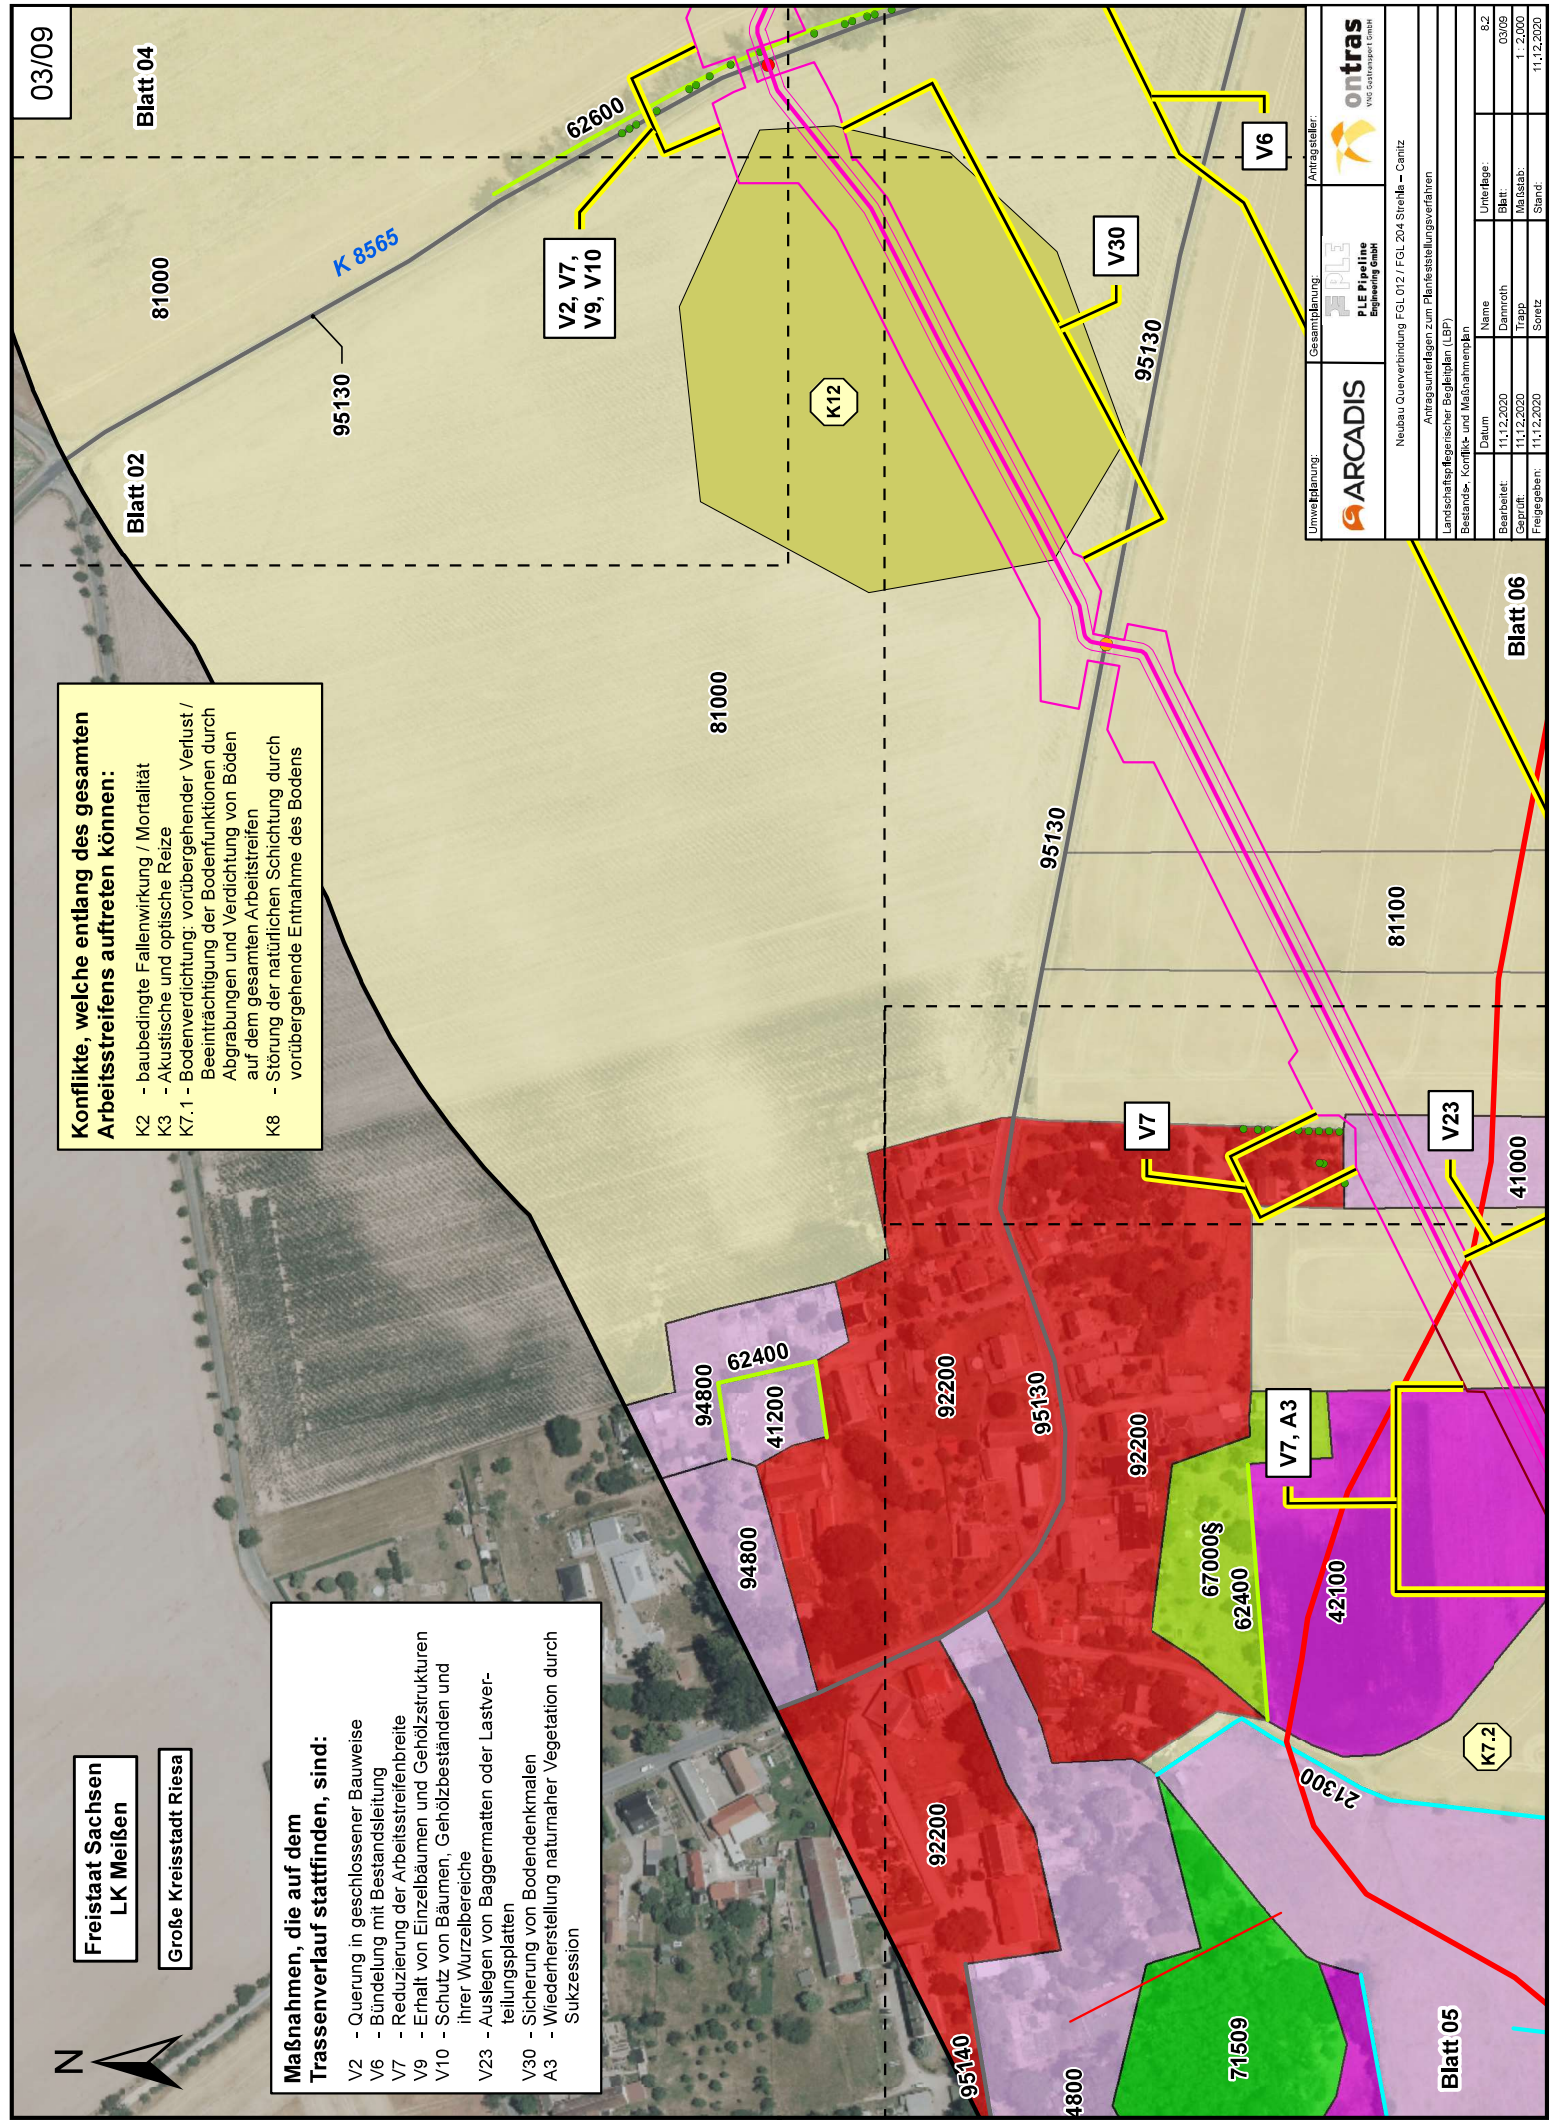 03/09
N
Freistaat Sachsen
LK Meißen
Große Kreisstadt Riesa
Konflikte, welche entlang des gesamten
Arbeitsstreifens auftreten können:
K2 - baubedingte Fallenwirkung / Mortalität
K3 - Akustische und optische Reize
K7.1 - Bodenverdichtung: vorübergehender Verlust /
Beeinträchtigung der Bodenfunktionen durch
Abgrabungen und Verdichtung von Böden
auf dem gesamten Arbeitstreifen
K8 - Störung der natürlichen Schichtung durch
vorübergehende Entnahme des Bodens
Maßnahmen, die auf dem
Trassenverlauf stattfinden, sind:
V2 - Querung in geschlossener Bauweise
V6 - Bündelung mit Bestandsleitung
V7 - Reduzierung der Arbeitsstreifenbreite
V9 - Erhalt von Einzelbäumen und Gehölzstrukturen
V10 - Schutz von Bäumen, Gehölzbeständen und
ihrer Wurzelbereiche
V23 - Auslegen von Baggermatten oder Lastver-
teilungsplatten
V30 - Sicherung von Bodendenkmalen
A3 - Wiederherstellung naturnaher Vegetation durch
Sukzession
Blatt 02
Blatt 04
81000
K 8565
95130
62600
V2, V7,
V9, V10
81000
K12
V30
V6
95130
95130
94800
62400
41200
94800
92200
95130
92200
V7
81100
92200
67000§
62400
V7, A3
42100
V23
41000
95140
4800
71509
21300
K7.2
Blatt 05
Blatt 06
Umweltplanung:
Gesamtplanung:
Antragsteller:
ARCADIS
PLE
PLE Pipeline
Engineering GmbH
ontras
VNG Gastransport GmbH
Neubau Querverbindung FGL 012 / FGL 204 Strehla – Canitz
Antragsunterlagen zum Planfeststellungsverfahren
Landschaftspflegerischer Begleitplan (LBP)
Bestands-, Konflikt- und Maßnahmenplan
Datum Name Unterlage: 8.2
Bearbeitet: 11.12.2020 Dannroth Blatt: 03/09
Geprüft: 11.12.2020 Trapp Maßstab: 1 : 2.000
Freigegeben: 11.12.2020 Soretz Stand: 11.12.2020